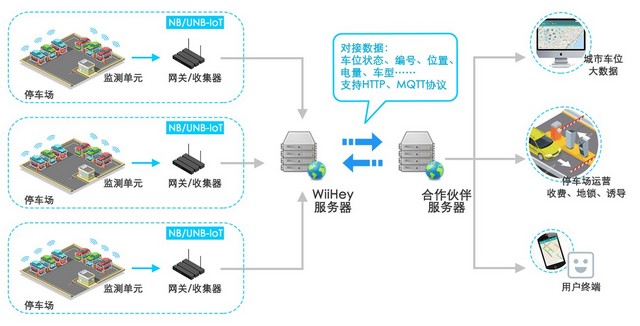 NB/UNB-IoT
监测单元
网关/收集器
停车场
NB/UNB-IoT
监测单元
网关/收集器
停车场
NB/UNB-IoT
监测单元
网关/收集器
停车场
对接数据:
车位状态、编号、位置、
电量、车型……
支持HTTP、MQTT协议
WiiHey
服务器
合作伙伴
服务器
城市车位
大数据
停车场运营
收费、地锁、诱导
用户终端